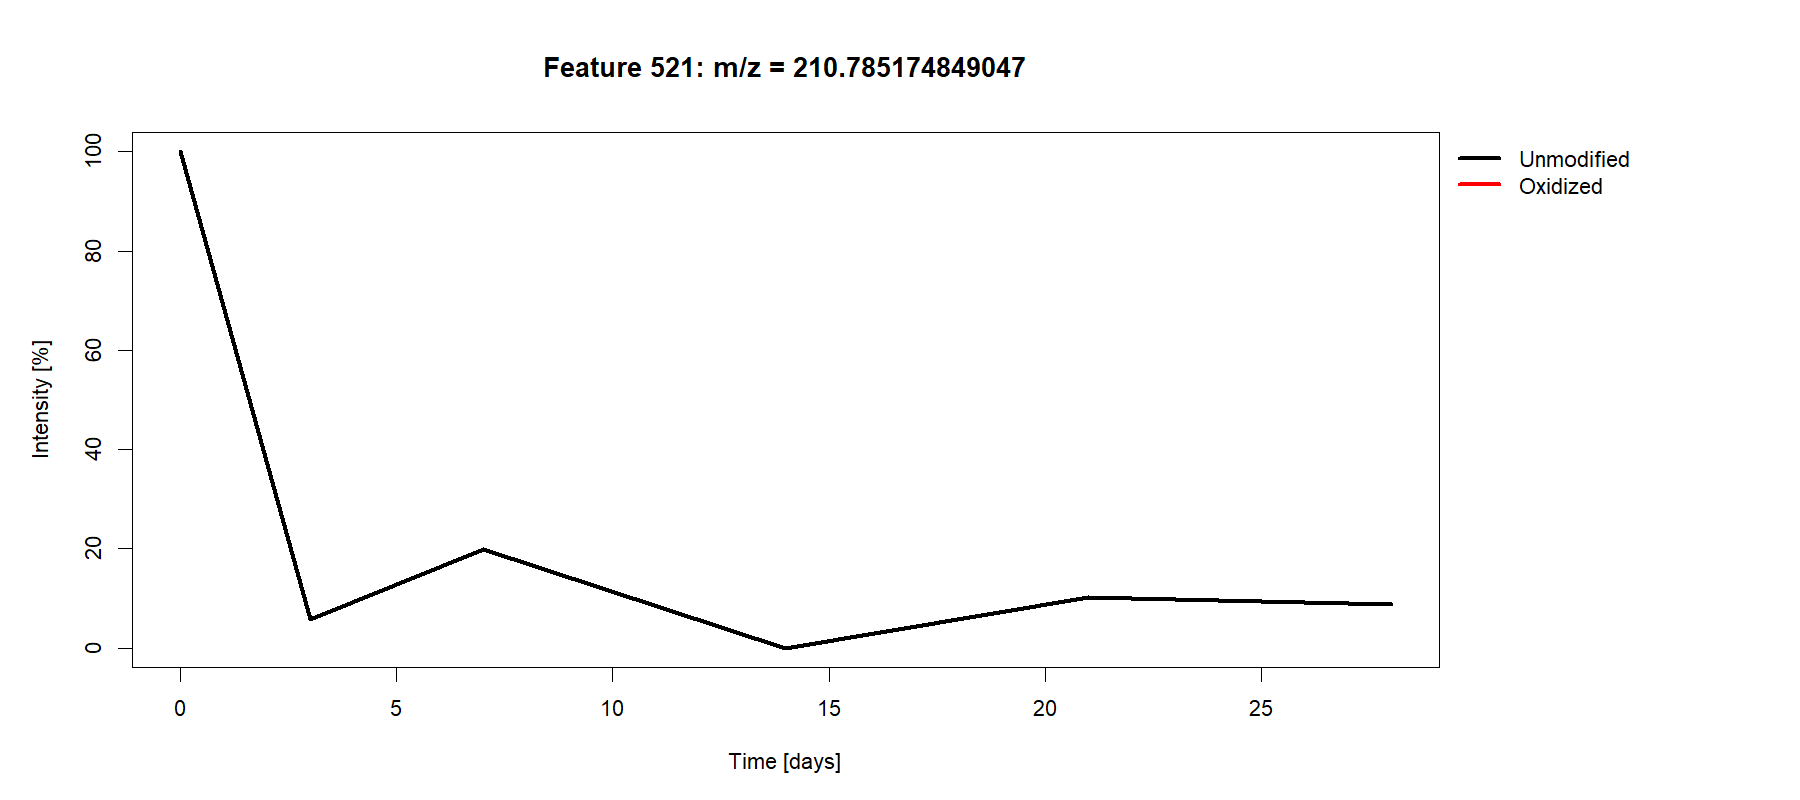 Feature 521: m/z = 210.785174849047
Unmodified
Oxidized
Intensity [%]
100
80
60
40
20
0
0 5 10 15 20 25
Time [days]